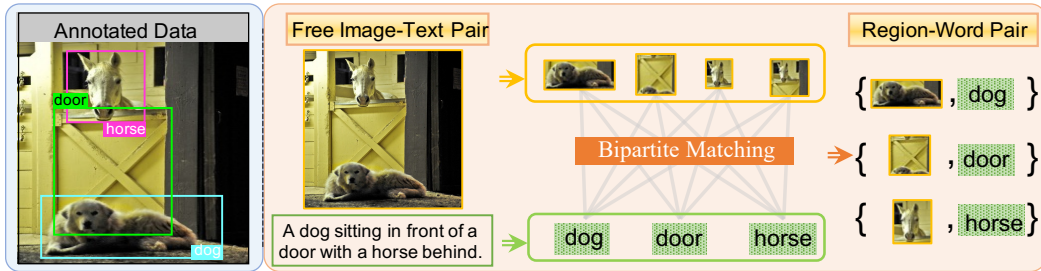 Annotated Data
door
horse
dog
Free Image-Text Pair
A dog sitting in front of a
door with a horse behind.
Bipartite Matching
dog door horse
Region-Word Pair
{ , dog }
{ , door }
{ , horse }